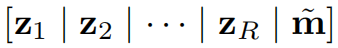 [𝐳₁ | 𝐳₂ | ⋯ | 𝐳_R | 𝐦̃]